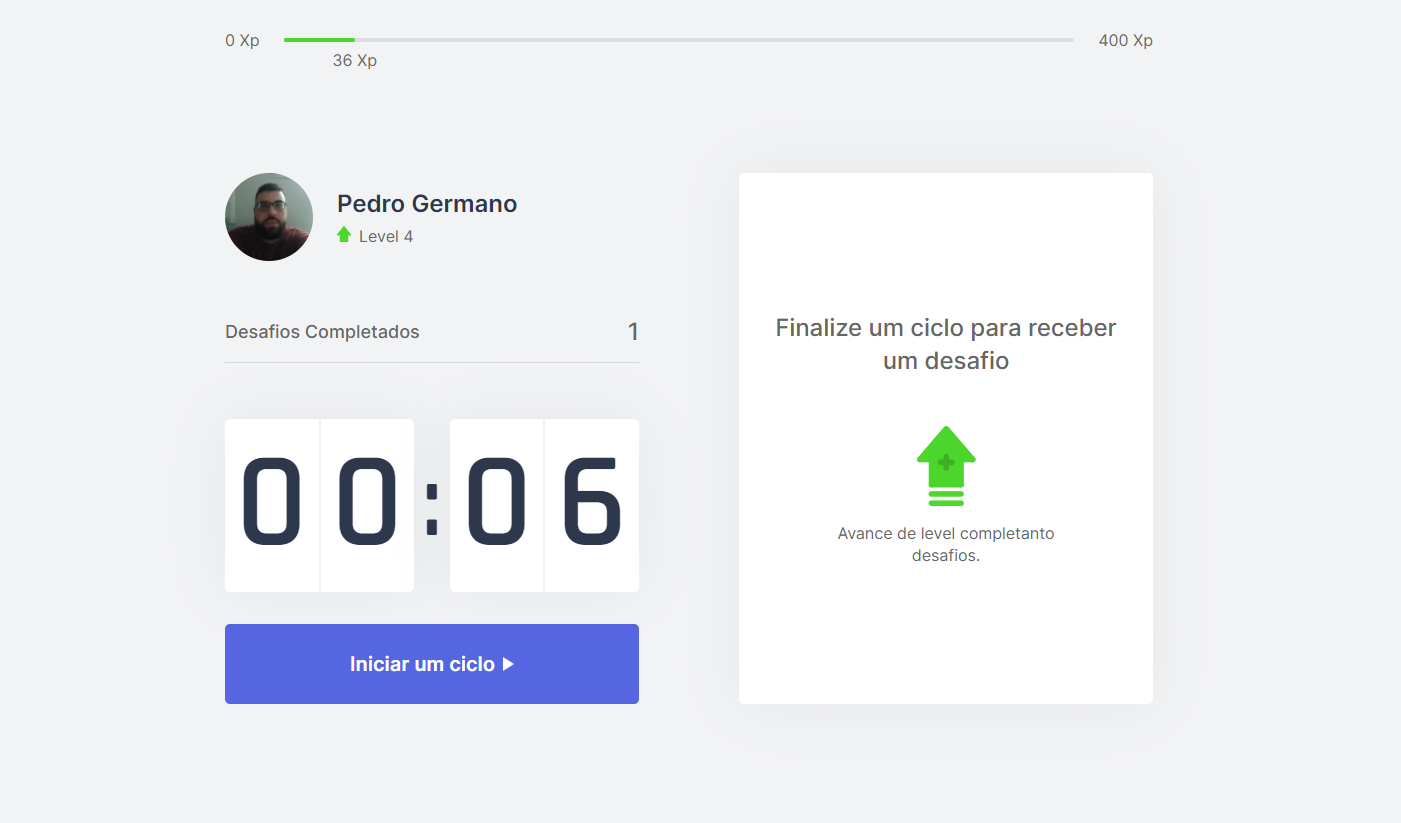 0 Xp
400 Xp
36 Xp
Pedro Germano
Level 4
Desafios Completados
1
00:06
Iniciar um ciclo
Finalize um ciclo para receber
um desafio
Avance de level completanto
desafios.